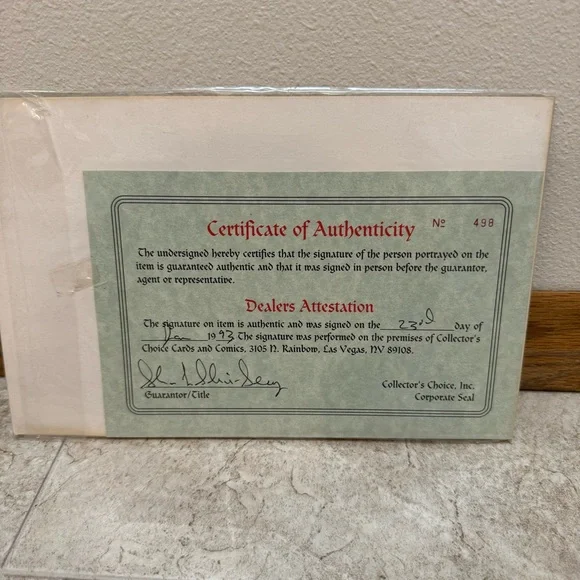 Certificate of Authenticity
Nº 498
The undersigned hereby certifies that the signature of the person portrayed on the
item is guaranteed authentic and that it was signed in person before the guarantor,
agent or representative.
Dealers Attestation
The signature on item is authentic and was signed on the 23rd day of
Jan 1993 The signature was performed on the premises of Collector's
Choice Cards and Comics, 3105 N. Rainbow, Las Vegas, NV 89108.
Guarantor/Title
Collector's Choice, Inc.
Corporate Seal